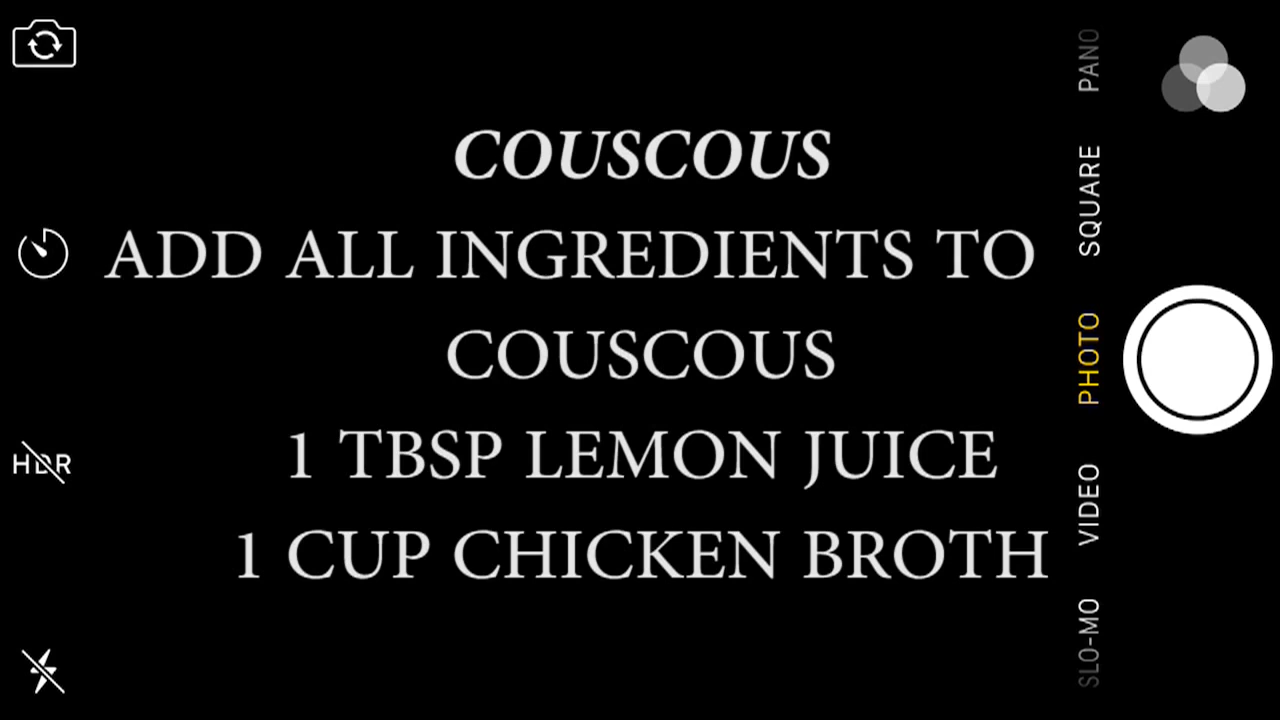 COUSCOUS
ADD ALL INGREDIENTS TO
COUSCOUS
1 TBSP LEMON JUICE
1 CUP CHICKEN BROTH
HDR
PANO
SQUARE
PHOTO
VIDEO
SLO-MO